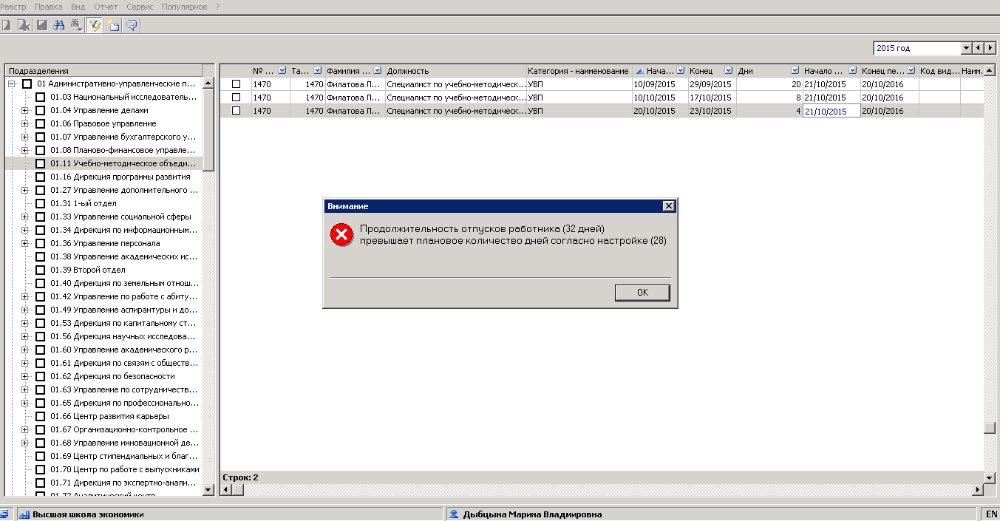 Реестр Правка Вид Отчет Сервис Популярное ?
2015 год
Подразделения
01 Административно-управленческие п...
01.03 Национальный исследователь...
01.04 Управление делами
01.06 Правовое управление
01.07 Управление бухгалтерского у...
01.08 Планово-финансовое управле...
01.11 Учебно-методическое объеди...
01.16 Дирекция программы развития
01.27 Управление дополнительного ...
01.31 1-ый отдел
01.33 Управление социальной сферы
01.34 Дирекция по информационным...
01.36 Управление персонала
01.38 Управление академических ис...
01.39 Второй отдел
01.40 Дирекция по земельным отнош...
01.42 Управление по работе с абиту...
01.49 Управление аспирантуры и до...
01.53 Дирекция по капитальному ст...
01.56 Дирекция научных исследова...
01.60 Управление академического р...
01.61 Дирекция по связям с обществ...
01.62 Дирекция по безопасности
01.63 Управление по сотрудничеств...
01.65 Дирекция по профессионально...
01.66 Центр развития карьеры
01.67 Организационно-контрольное ...
01.68 Управление инновационной де...
01.69 Центр стипендиальных и благ...
01.70 Центр по работе с выпускниками
01.71 Дирекция по экспертно-анали...
01.72 Аналитический центр
№ ... Та... Фамилия ... Должность Категория - наименование Нача... Конец Дни Начало ... Конец пе... Код вид... Наим.
1470 1470 Филатова Л... Специалист по учебно-методическ... УВП 10/09/2015 29/09/2015 20 21/10/2015 20/10/2016
1470 1470 Филатова Л... Специалист по учебно-методическ... УВП 10/10/2015 17/10/2015 8 21/10/2015 20/10/2016
1470 1470 Филатова Л... Специалист по учебно-методическ... УВП 20/10/2015 23/10/2015 4 21/10/2015 20/10/2016
Внимание
Продолжительность отпусков работника (32 дней)
превышает плановое количество дней согласно настройке (28)
OK
Строк: 2
Высшая школа экономики
Дыбцына Марина Владмировна
EN